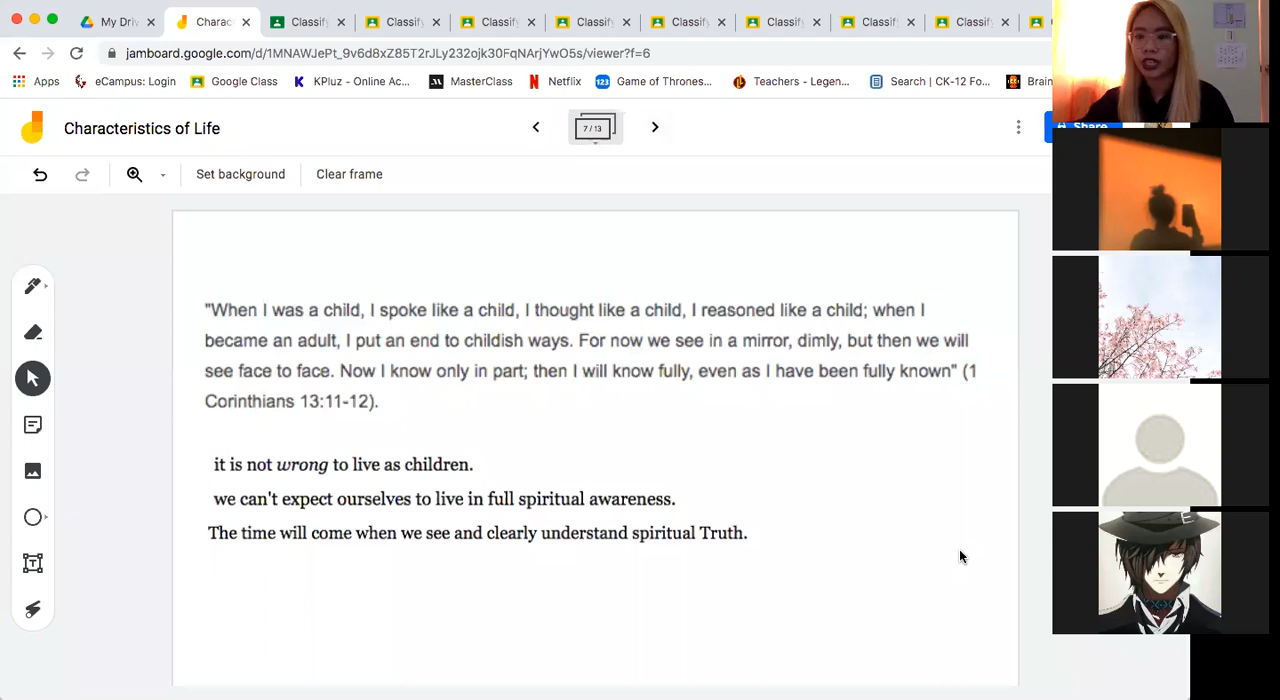 My Driv
Charac
Classify
Classify
Classify
Classify
Classify
Classify
Classify
Classify
jamboard.google.com/d/1MNAWJePt_9v6d8xZ85T2rJLy232ojk30FqNArjYwO5s/viewer?f=6
Apps
eCampus: Login
Google Class
KPluz - Online Ac...
MasterClass
Netflix
123
Game of Thrones...
Teachers - Legen...
Search | CK-12 Fo...
Brain
Characteristics of Life
7 / 13
Share
Set background
Clear frame
"When I was a child, I spoke like a child, I thought like a child, I reasoned like a child; when I
became an adult, I put an end to childish ways. For now we see in a mirror, dimly, but then we will
see face to face. Now I know only in part; then I will know fully, even as I have been fully known" (1
Corinthians 13:11-12).
it is not wrong to live as children.
we can't expect ourselves to live in full spiritual awareness.
The time will come when we see and clearly understand spiritual Truth.